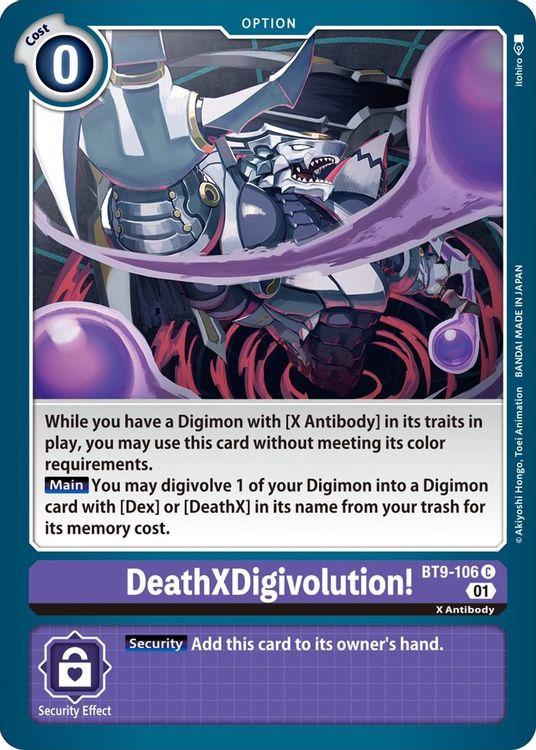 OPTION
Cost
0
itohiro
While you have a Digimon with [X Antibody] in its traits in
play, you may use this card without meeting its color
requirements.
Main You may digivolve 1 of your Digimon into a Digimon
card with [Dex] or [DeathX] in its name from your trash for
its memory cost.
©Akiyoshi Hongo, Toei Animation BANDAI MADE IN JAPAN
DeathXDigivolution!
BT9-106 C
01
X Antibody
Security Add this card to its owner's hand.
Security Effect